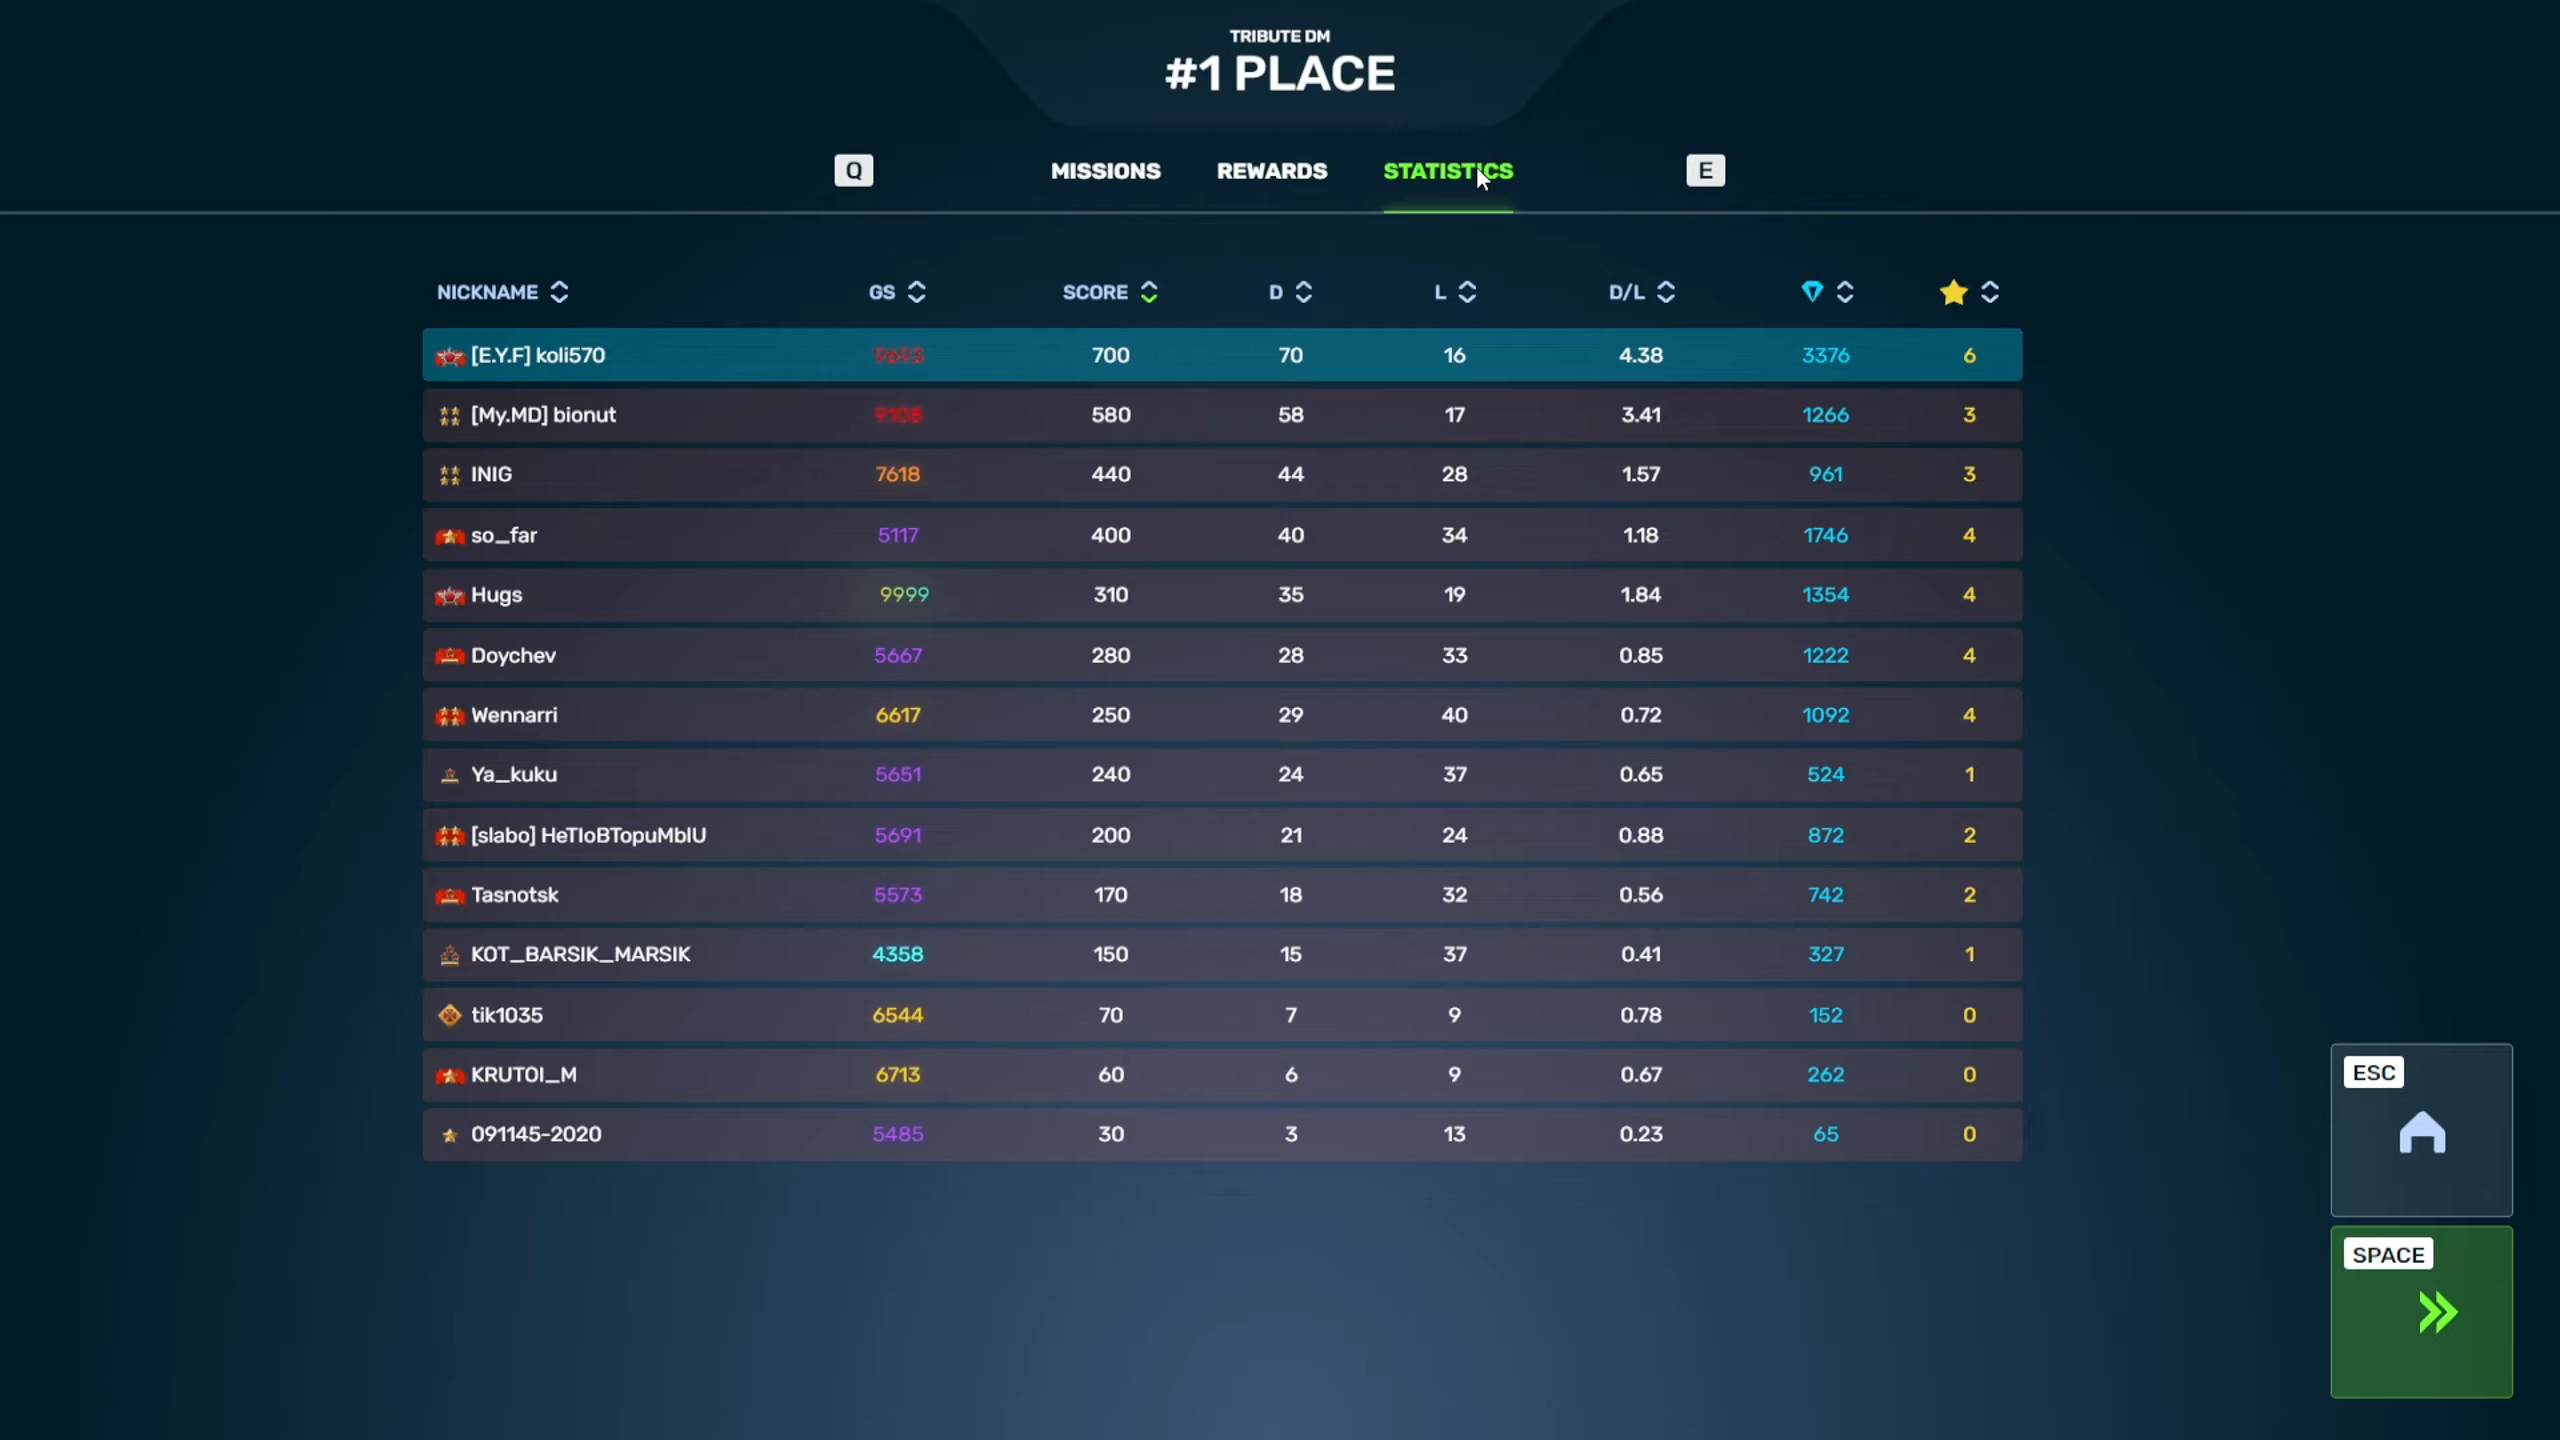 TRIBUTE DM
#1 PLACE
Q MISSIONS REWARDS STATISTICS E
NICKNAME GS SCORE D L D/L
[E.Y.F] koli570 9693 700 70 16 4.38 3376 6
[My.MD] bionut 9108 580 58 17 3.41 1266 3
INIG 7618 440 44 28 1.57 961 3
so_far 5117 400 40 34 1.18 1746 4
Hugs 9999 310 35 19 1.84 1354 4
Doychev 5667 280 28 33 0.85 1222 4
Wennarri 6617 250 29 40 0.72 1092 4
Ya_kuku 5651 240 24 37 0.65 524 1
[slabo] HeTIoBTopuMblU 5691 200 21 24 0.88 872 2
Tasnotsk 5573 170 18 32 0.56 742 2
KOT_BARSIK_MARSIK 4358 150 15 37 0.41 327 1
tik1035 6544 70 7 9 0.78 152 0
KRUTOI_M 6713 60 6 9 0.67 262 0
091145-2020 5485 30 3 13 0.23 65 0
ESC
SPACE